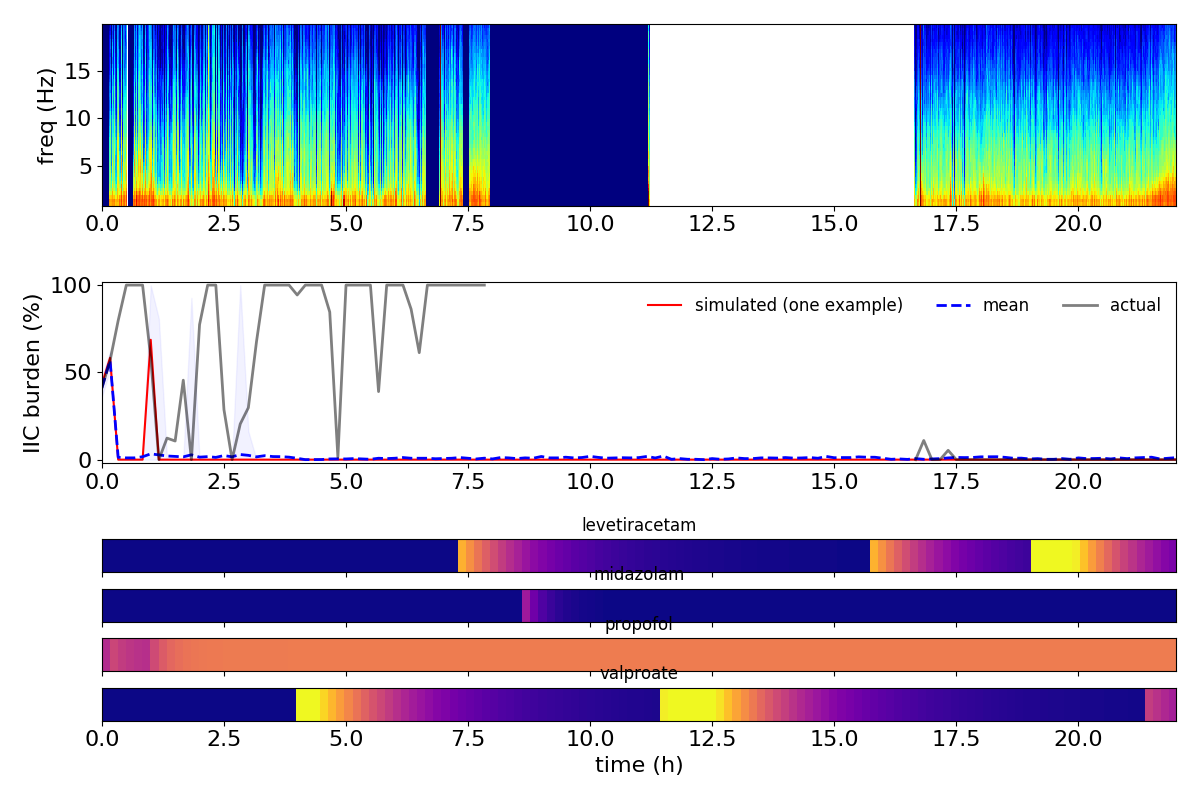 freq (Hz)
15
10
5
0.0 2.5 5.0 7.5 10.0 12.5 15.0 17.5 20.0
IIC burden (%)
100
50
0
simulated (one example) mean actual
0.0 2.5 5.0 7.5 10.0 12.5 15.0 17.5 20.0
levetiracetam
midazolam
propofol
valproate
0.0 2.5 5.0 7.5 10.0 12.5 15.0 17.5 20.0
time (h)